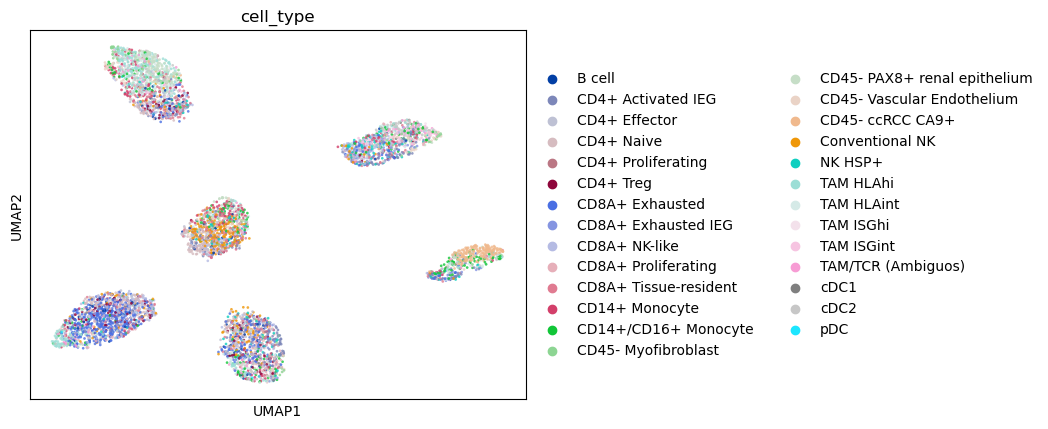 cell_type
UMAP2
UMAP1
B cell
CD4+ Activated IEG
CD4+ Effector
CD4+ Naive
CD4+ Proliferating
CD4+ Treg
CD8A+ Exhausted
CD8A+ Exhausted IEG
CD8A+ NK-like
CD8A+ Proliferating
CD8A+ Tissue-resident
CD14+ Monocyte
CD14+/CD16+ Monocyte
CD45- Myofibroblast
CD45- PAX8+ renal epithelium
CD45- Vascular Endothelium
CD45- ccRCC CA9+
Conventional NK
NK HSP+
TAM HLAhi
TAM HLAint
TAM ISGhi
TAM ISGint
TAM/TCR (Ambiguos)
cDC1
cDC2
pDC